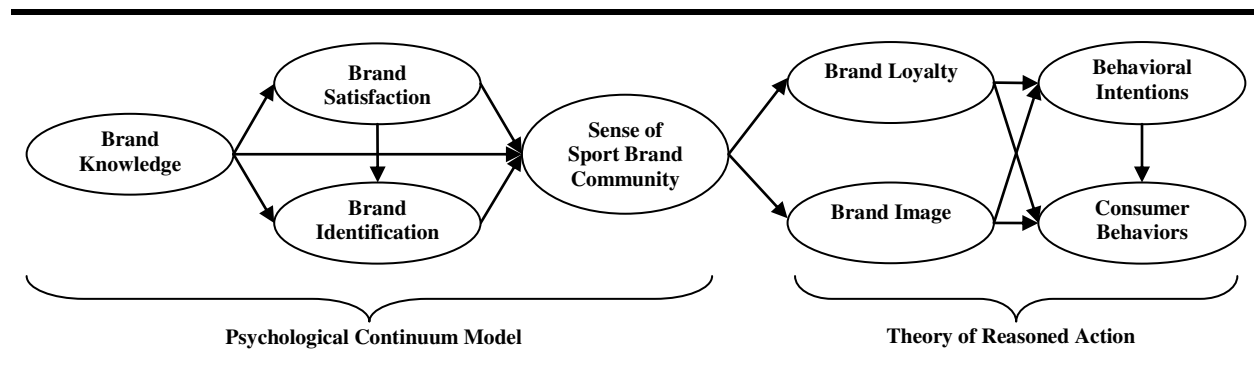 Brand
Knowledge
Brand
Satisfaction
Brand
Identification
Sense of
Sport Brand
Community
Brand Loyalty
Brand Image
Behavioral
Intentions
Consumer
Behaviors
Psychological Continuum Model
Theory of Reasoned Action